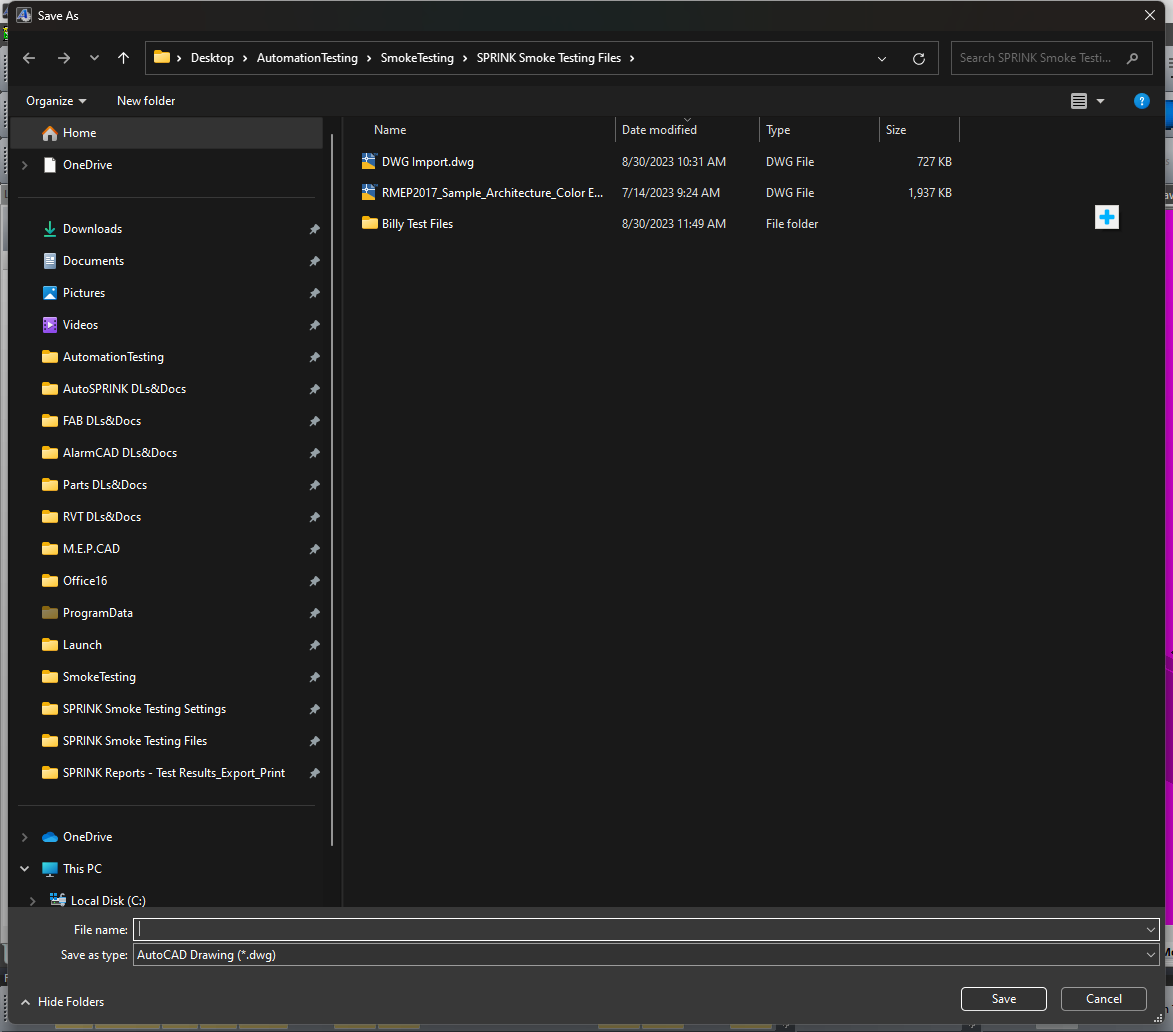 Save As
Desktop > AutomationTesting > SmokeTesting > SPRINK Smoke Testing Files >
Search SPRINK Smoke Testi...
Organize New folder
Name Date modified Type Size
DWG Import.dwg 8/30/2023 10:31 AM DWG File 727 KB
RMEP2017_Sample_Architecture_Color E... 7/14/2023 9:24 AM DWG File 1,937 KB
Billy Test Files 8/30/2023 11:49 AM File folder
Home
OneDrive
Downloads
Documents
Pictures
Videos
AutomationTesting
AutoSPRINK DLs&Docs
FAB DLs&Docs
AlarmCAD DLs&Docs
Parts DLs&Docs
RVT DLs&Docs
M.E.P.CAD
Office16
ProgramData
Launch
SmokeTesting
SPRINK Smoke Testing Settings
SPRINK Smoke Testing Files
SPRINK Reports - Test Results_Export_Print
OneDrive
This PC
Local Disk (C:)
File name:
Save as type: AutoCAD Drawing (*.dwg)
Hide Folders
Save Cancel